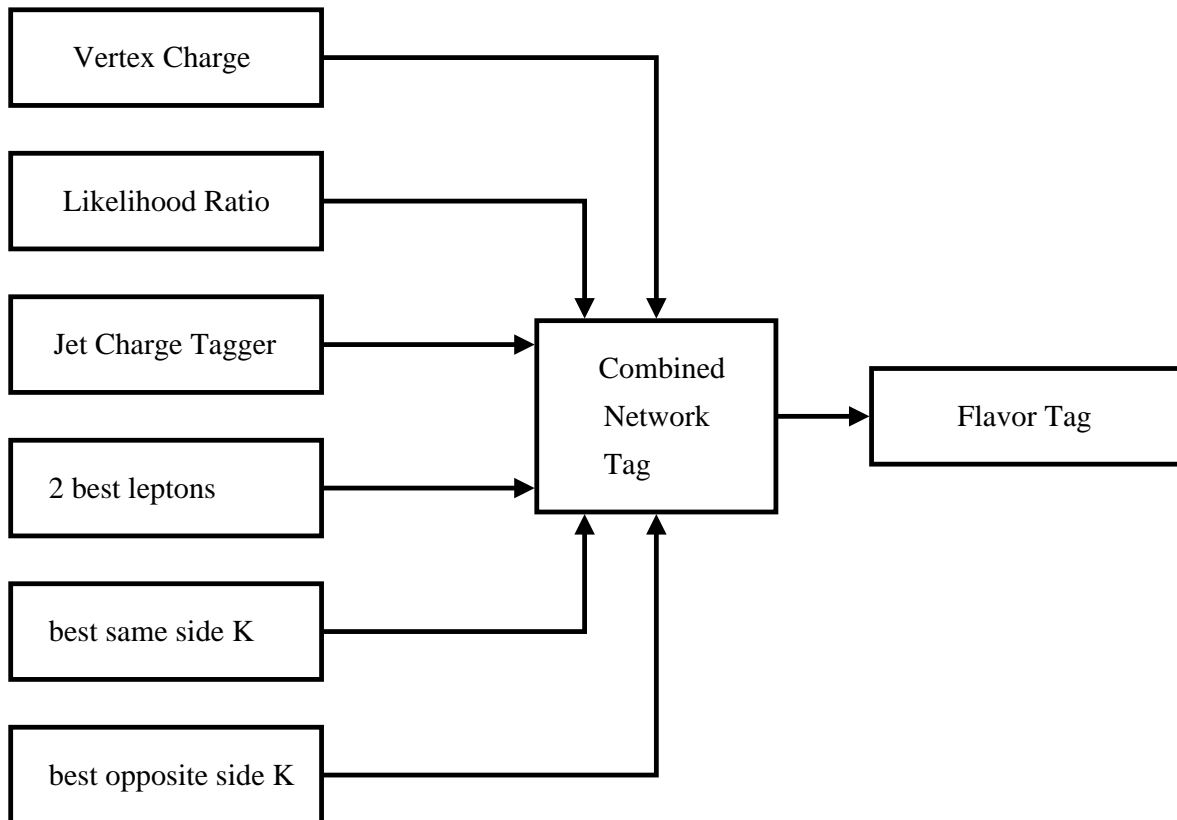 Vertex Charge
Likelihood Ratio
Jet Charge Tagger
2 best leptons
best same side K
best opposite side K
Combined
Network
Tag
Flavor Tag